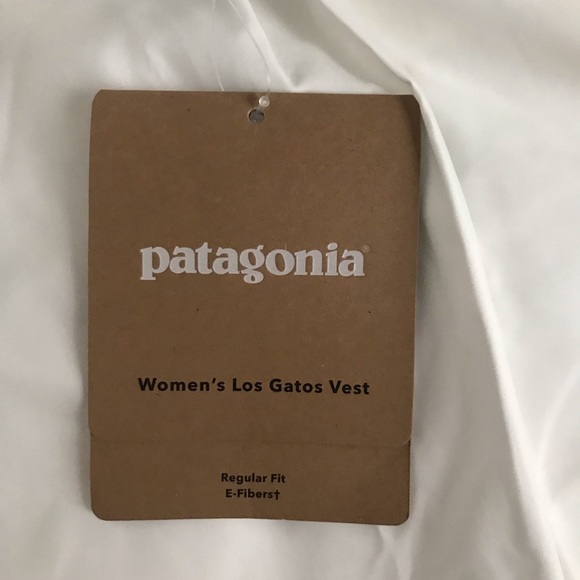 patagonia®
Women's Los Gatos Vest
Regular Fit
E-Fibers†